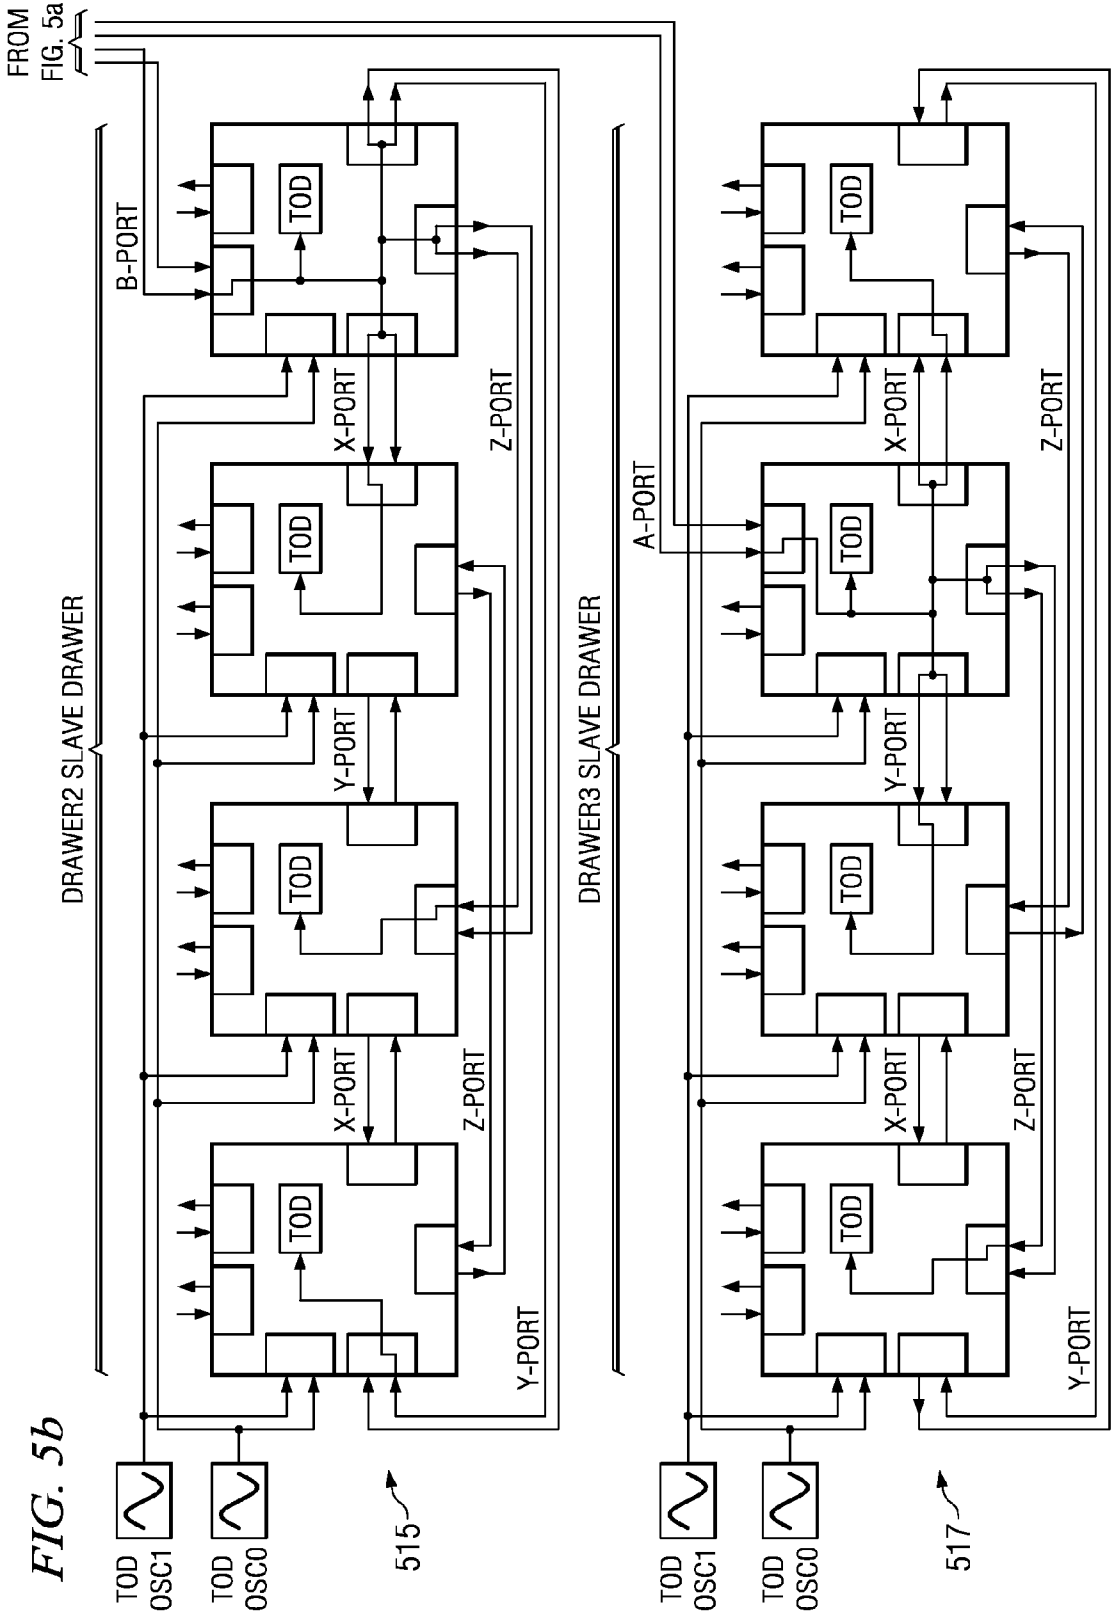 FIG. 5b
FROM
FIG. 5a
DRAWER2 SLAVE DRAWER
B-PORT
TOD
OSC1
TOD
OSC0
TOD
TOD
TOD
TOD
X-PORT
Y-PORT
X-PORT
Z-PORT
Z-PORT
Y-PORT
515
DRAWER3 SLAVE DRAWER
A-PORT
TOD
OSC1
TOD
OSC0
TOD
TOD
TOD
TOD
X-PORT
Y-PORT
X-PORT
Z-PORT
Z-PORT
Y-PORT
517